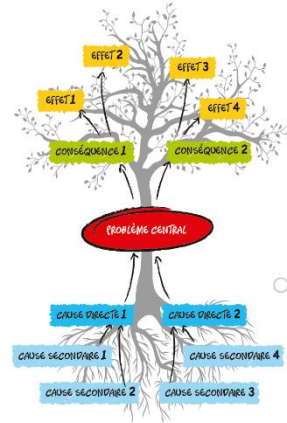 EFFET 2
EFFET 3
EFFET 1
EFFET 4
CONSÉQUENCE 1
CONSÉQUENCE 2
PROBLÈME CENTRAL
CAUSE DIRECTE 1
CAUSE DIRECTE 2
CAUSE SECONDAIRE 1
CAUSE SECONDAIRE 4
CAUSE SECONDAIRE 2
CAUSE SECONDAIRE 3